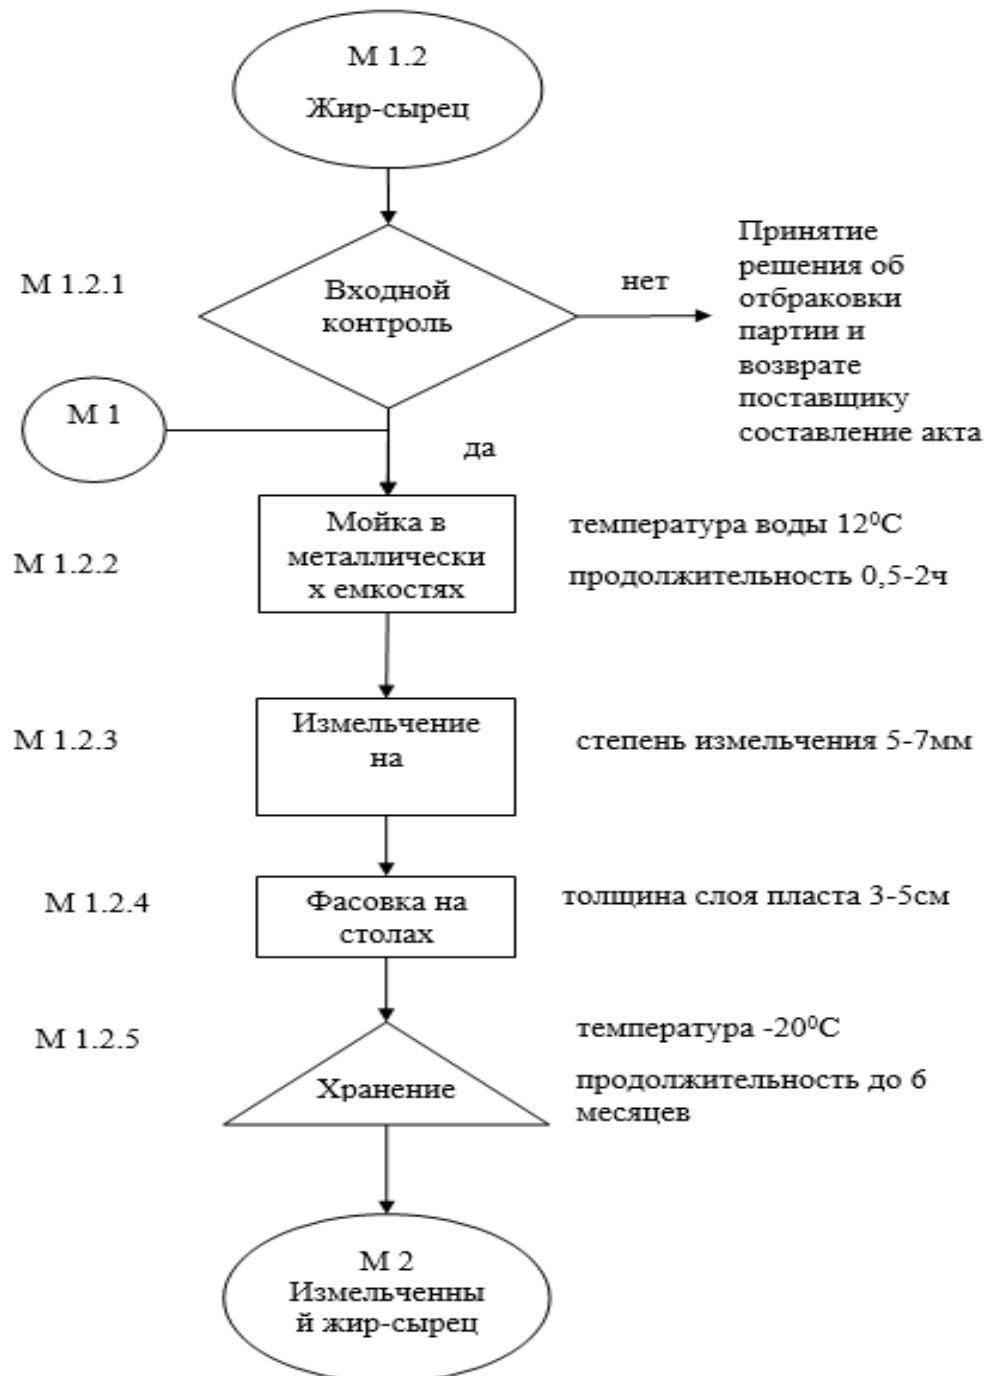 М 1.2
Жир-сырец
М 1.2.1
Входной
контроль
нет
Принятие
решения об
отбраковки
партии и
возврате
поставщику
составление акта
М 1
да
М 1.2.2
Мойка в
металлически
х емкостях
температура воды 12⁰С
продолжительность 0,5-2ч
М 1.2.3
Измельчение
на
степень измельчения 5-7мм
М 1.2.4
Фасовка на
столах
толщина слоя пласта 3-5см
М 1.2.5
Хранение
температура -20⁰С
продолжительность до 6
месяцев
М 2
Измельченны
й жир-сырец